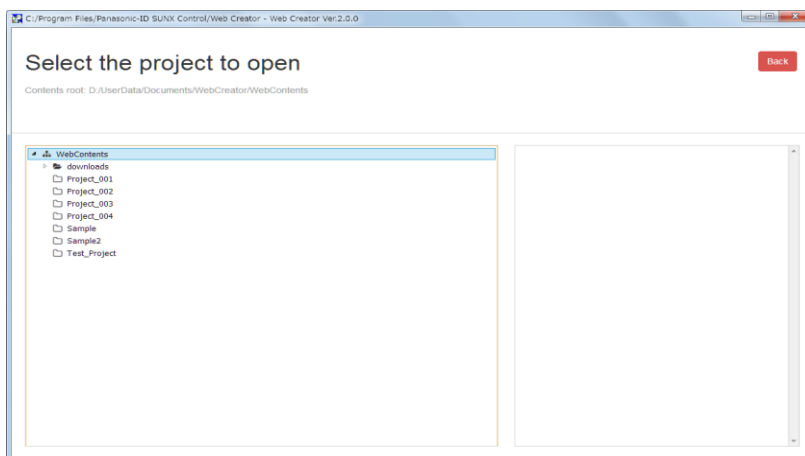 C:/Program Files/Panasonic-ID SUNX Control/Web Creator - Web Creator Ver.2.0.0
Select the project to open
Back
Contents root: D:/UserData/Documents/WebCreator/WebContents
WebContents
downloads
Project_001
Project_002
Project_003
Project_004
Sample
Sample2
Test_Project